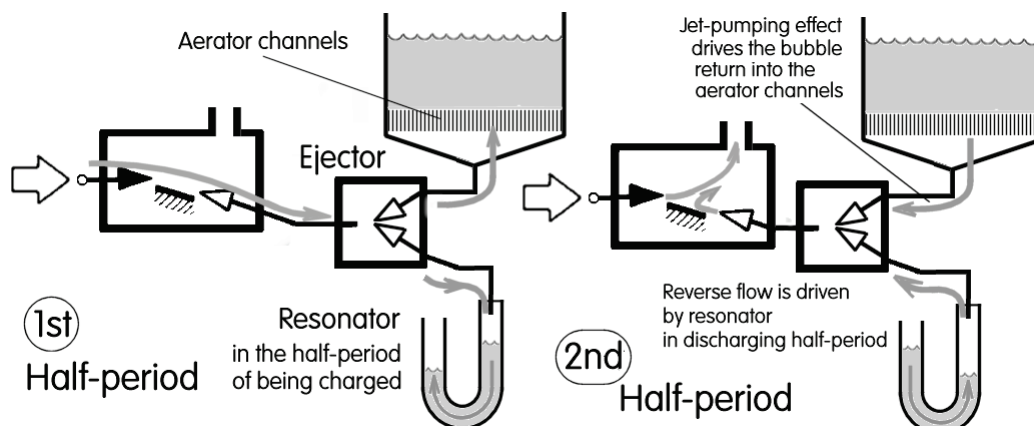 Aerator channels
Ejector
1st
Half-period
Resonator
in the half-period
of being charged
Jet-pumping effect
drives the bubble
return into the
aerator channels
Reverse flow is driven
by resonator
in discharging half-period
2nd
Half-period